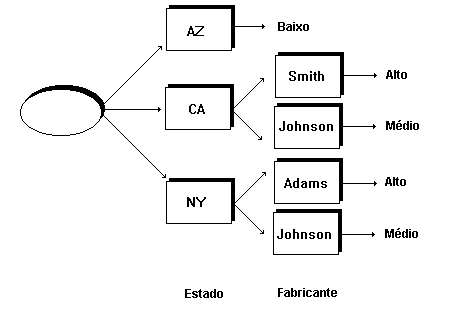 AZ
Baixo
Smith
Alto
CA
Johnson
Médio
Adams
Alto
NY
Johnson
Médio
Estado
Fabricante